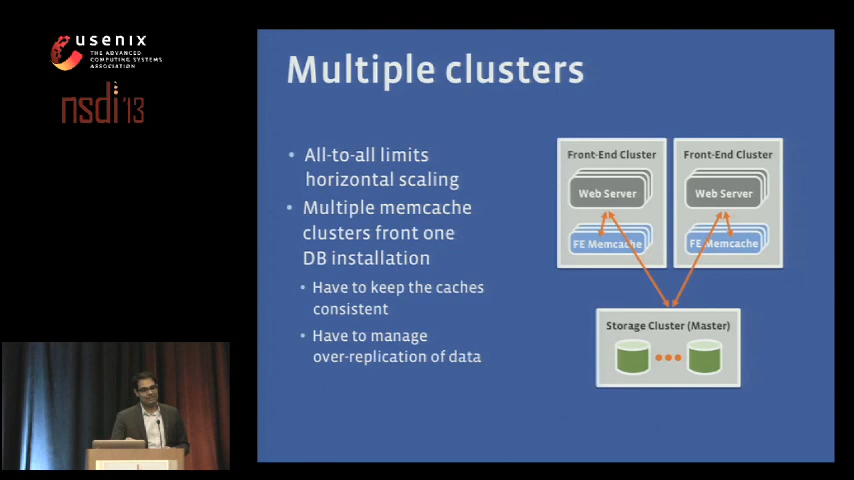 usenix
THE ADVANCED
COMPUTING SYSTEMS
ASSOCIATION
nsdi '13
Multiple clusters
• All-to-all limits
horizontal scaling
• Multiple memcache
clusters front one
DB installation
• Have to keep the caches
consistent
• Have to manage
over-replication of data
Front-End Cluster
Web Server
FE Memcache
Front-End Cluster
Web Server
FE Memcache
Storage Cluster (Master)